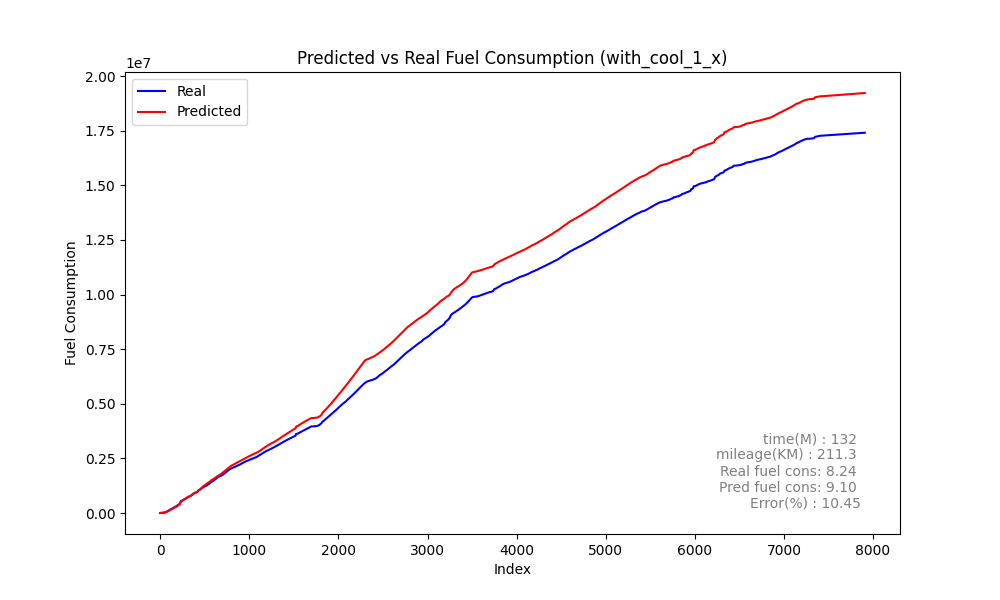 Predicted vs Real Fuel Consumption (with_cool_1_x)
1e7
Real
Predicted
2.00
1.75
1.50
1.25
1.00
0.75
0.50
0.25
0.00
Fuel Consumption
time(M) : 132
mileage(KM) : 211.3
Real fuel cons: 8.24
Pred fuel cons: 9.10
Error(%) : 10.45
0 1000 2000 3000 4000 5000 6000 7000 8000
Index